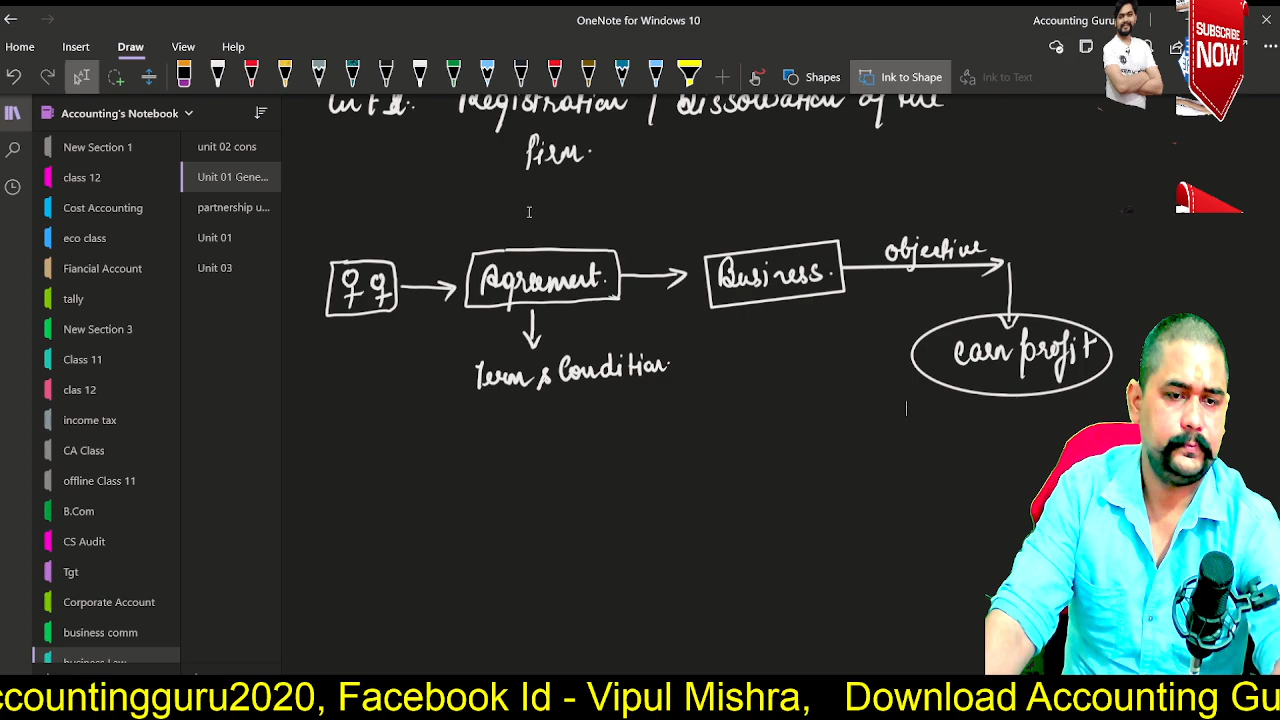 OneNote for Windows 10
Accounting Guru
SUBSCRIBE
NOW
Home Insert Draw View Help
Shapes Ink to Shape Ink to Text
Accounting's Notebook
New Section 1
class 12
Cost Accounting
eco class
Fiancial Account
tally
New Section 3
Class 11
clas 12
income tax
CA Class
offline Class 11
B.Com
CS Audit
Tgt
Corporate Account
business comm
business Law
unit 02 cons
Unit 01 Gene...
partnership u...
Unit 01
Unit 03
Registration / dissolution of the
firm.
Agreement.
Business.
objective
earn profit
Term & Condition.
ccountingguru2020, Facebook Id - Vipul Mishra, Download Accounting Gu